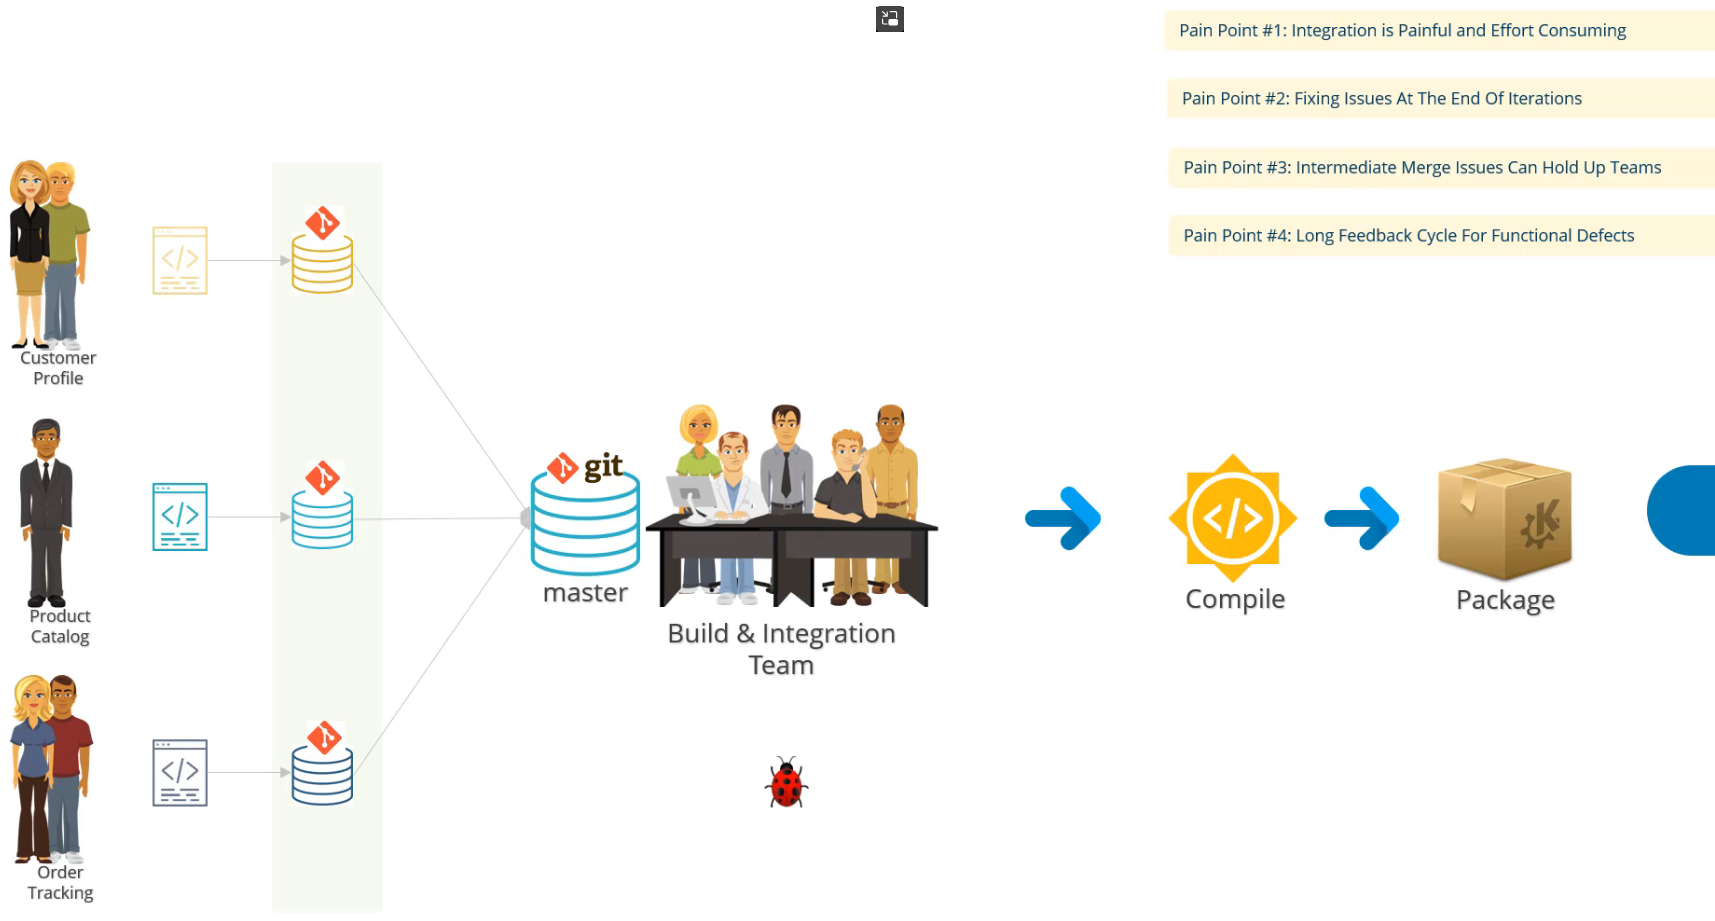 Pain Point #1: Integration is Painful and Effort Consuming
Pain Point #2: Fixing Issues At The End Of Iterations
Pain Point #3: Intermediate Merge Issues Can Hold Up Teams
Pain Point #4: Long Feedback Cycle For Functional Defects
</>
Customer
Profile
</>
Product
Catalog
</>
Order
Tracking
git
master
Build & Integration
Team
</>
Compile
K
Package